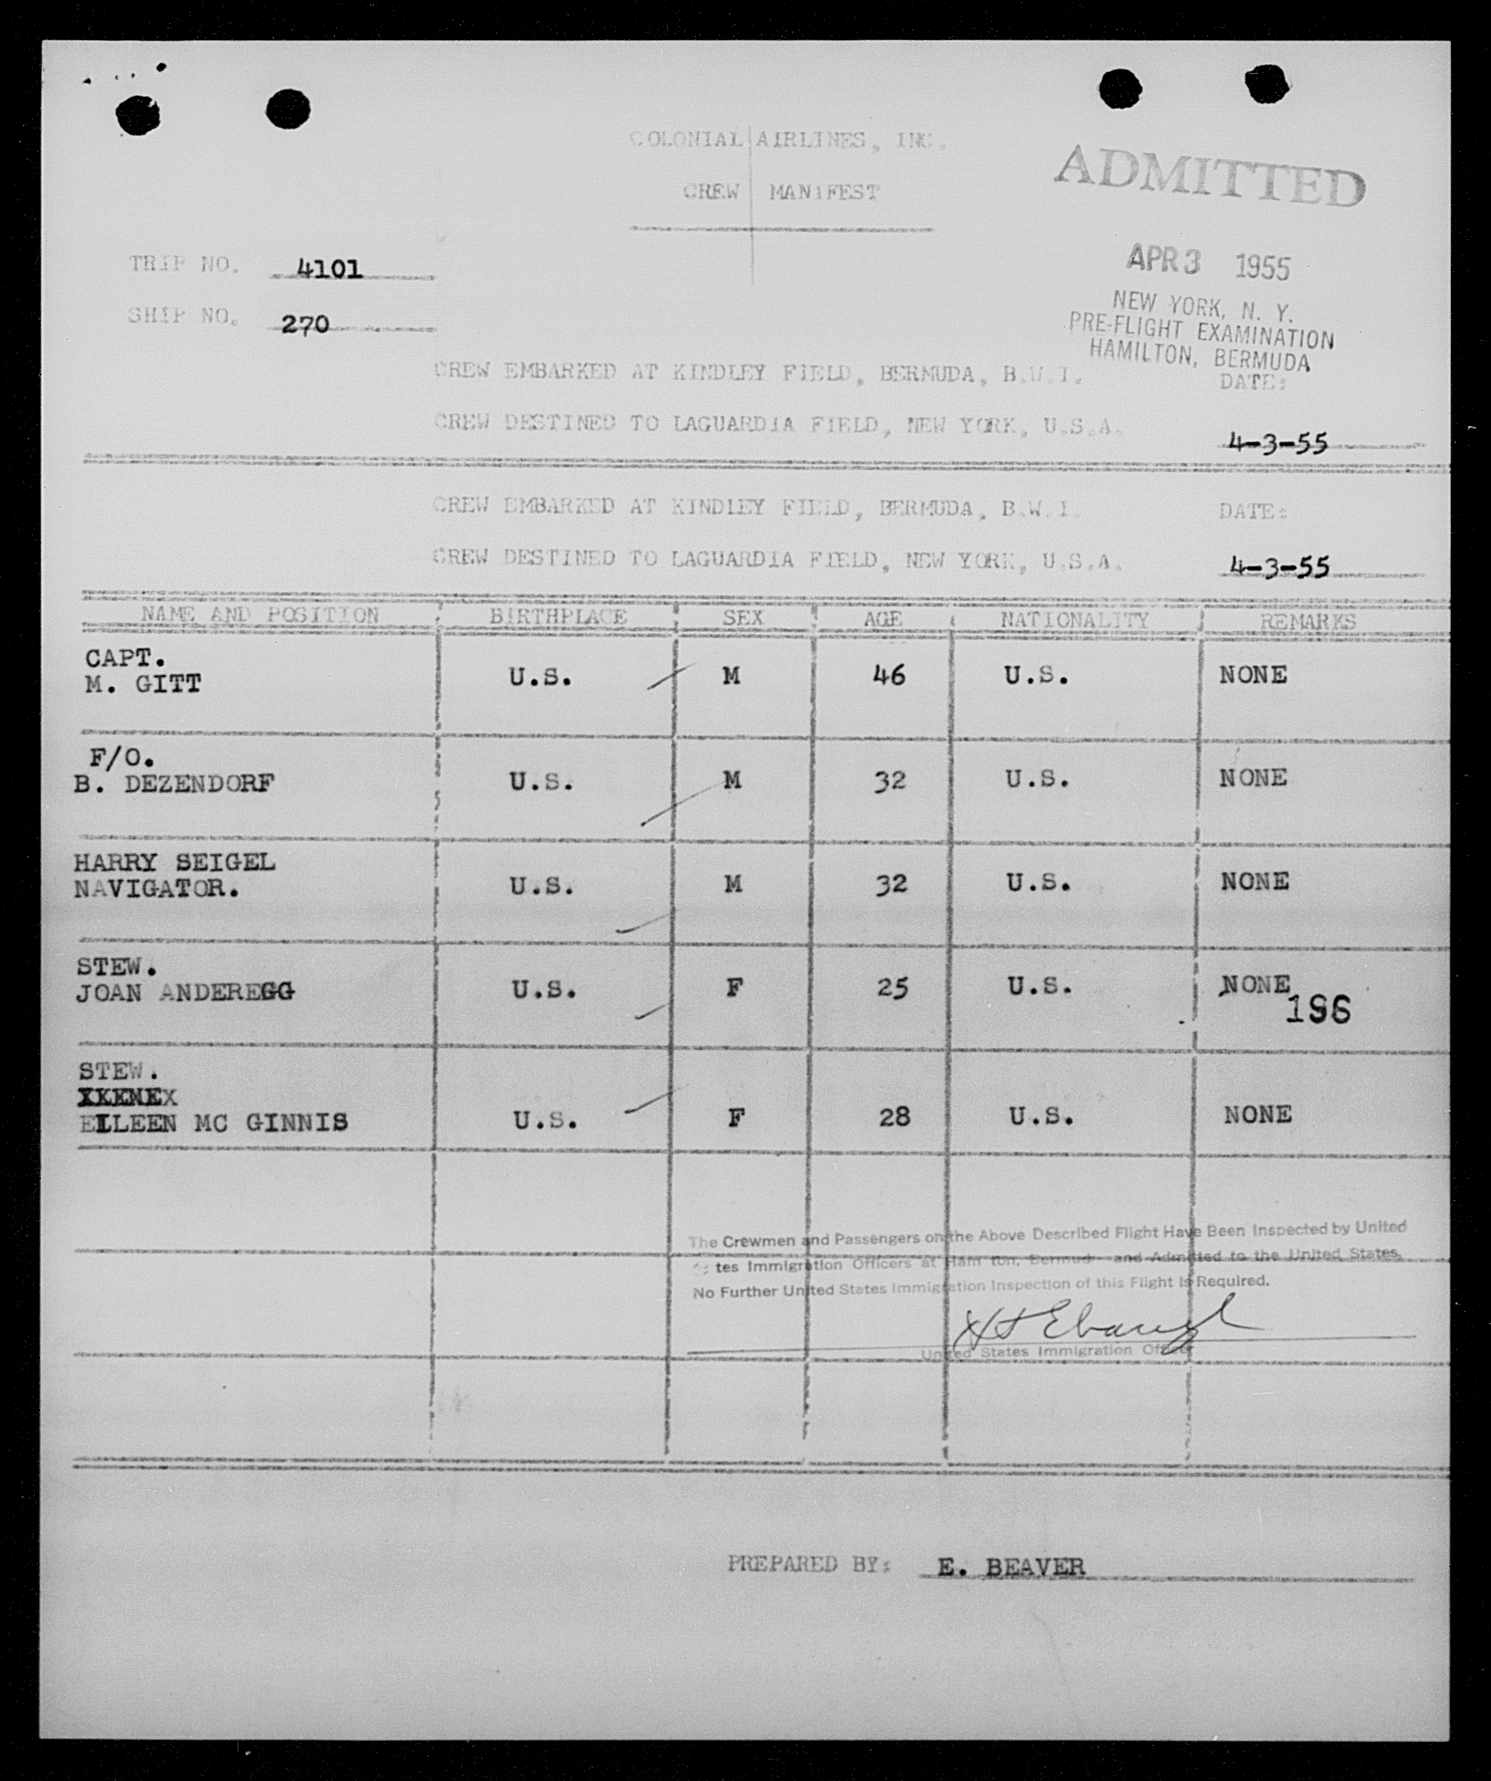 COLONIAL AIRLINES, INC.
CREW MANIFEST
ADMITTED
APR 3 1955
NEW YORK, N. Y.
PRE-FLIGHT EXAMINATION
HAMILTON, BERMUDA
TRIP NO. 4101
SHIP NO. 270
CREW EMBARKED AT KINDLEY FIELD, BERMUDA, B.W.I. DATE:
CREW DESTINED TO LAGUARDIA FIELD, NEW YORK, U.S.A. 4-3-55
CREW EMBARKED AT KINDLEY FIELD, BERMUDA, B.W.I. DATE:
CREW DESTINED TO LAGUARDIA FIELD, NEW YORK, U.S.A. 4-3-55
NAME AND POSITION BIRTHPLACE SEX AGE NATIONALITY REMARKS
CAPT.
M. GITT U.S. M 46 U.S. NONE
F/O.
B. DEZENDORF U.S. M 32 U.S. NONE
HARRY SEIGEL
NAVIGATOR. U.S. M 32 U.S. NONE
STEW.
JOAN ANDEREGG U.S. F 25 U.S. NONE
196
STEW.
EILEEN MC GINNIS U.S. F 28 U.S. NONE
The Crewmen and Passengers on the Above Described Flight Have Been Inspected by United
States Immigration Officers at Hamilton, Bermuda and Admitted to the United States.
No Further United States Immigration Inspection of this Flight Is Required.
United States Immigration Officer
PREPARED BY: E. BEAVER